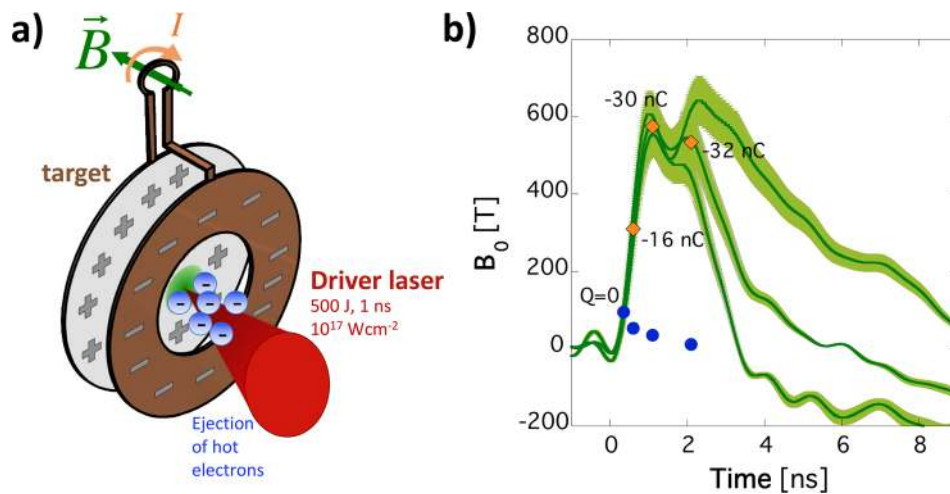 a)
I
B
target
Driver laser
500 J, 1 ns
10¹⁷ Wcm⁻²
Ejection
of hot
electrons
b)
800
600
400
200
0
-200
B₀ [T]
-30 nC
-32 nC
-16 nC
Q=0
0 2 4 6 8
Time [ns]